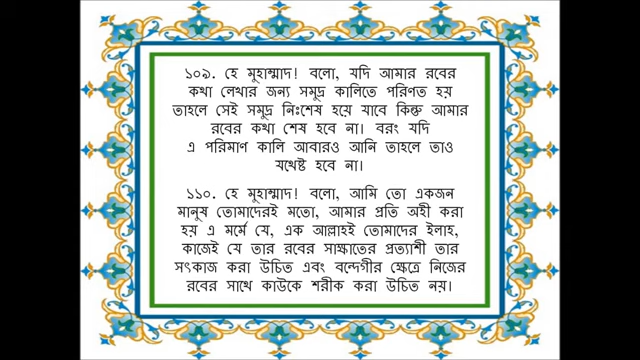 ১০৯. হে মুহাম্মাদ! বলো, যদি আমার রবের
কথা লেখার জন্য সমুদ্র কালিতে পরিণত হয়
তাহলে সেই সমুদ্র নিঃশেষ হয়ে যাবে কিন্তু আমার
রবের কথা শেষ হবে না। বরং যদি
এ পরিমাণ কালি আবারও আনি তাহলে তাও
যথেষ্ট হবে না।
১১০. হে মুহাম্মাদ! বলো, আমি তো একজন
মানুষ তোমাদেরই মতো, আমার প্রতি অহী করা
হয় এ মর্মে যে, এক আল্লাহই তোমাদের ইলাহ,
কাজেই যে তার রবের সাক্ষাতের প্রত্যাশী তার
সৎকাজ করা উচিত এবং বন্দেগীর ক্ষেত্রে নিজের
রবের সাথে কাউকে শরীক করা উচিত নয়।